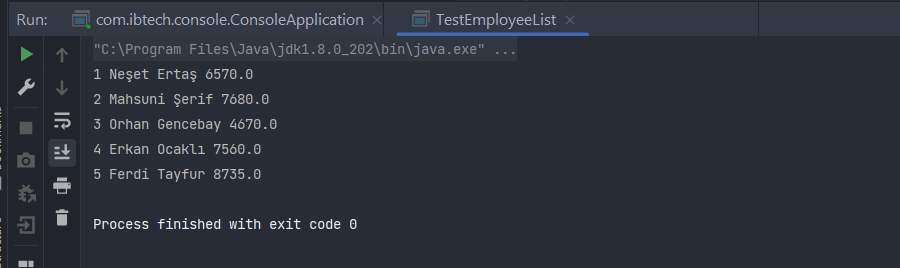 Run: com.ibtech.console.ConsoleApplication TestEmployeeList
"C:\Program Files\Java\jdk1.8.0_202\bin\java.exe" ...
1 Neşet Ertaş 6570.0
2 Mahsuni Şerif 7680.0
3 Orhan Gencebay 4670.0
4 Erkan Ocaklı 7560.0
5 Ferdi Tayfur 8735.0
Process finished with exit code 0